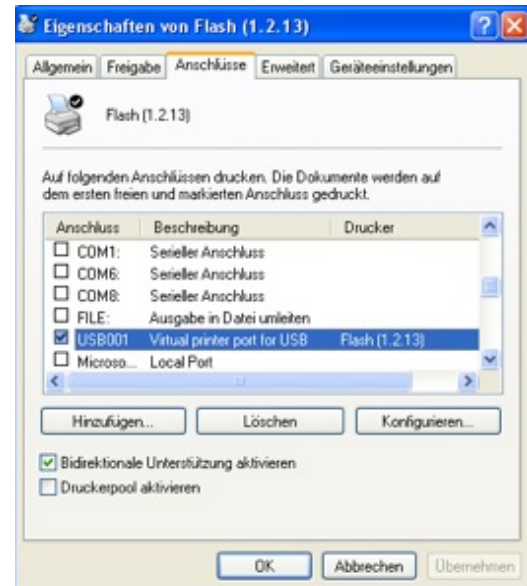 Eigenschaften von Flash (1.2.13)
Allgemein Freigabe Anschlüsse Erweitert Geräteeinstellungen
Flash (1.2.13)
Auf folgenden Anschlüssen drucken. Die Dokumente werden auf
dem ersten freien und markierten Anschluss gedruckt.
Anschluss Beschreibung Drucker
COM1: Serieller Anschluss
COM6: Serieller Anschluss
COM8: Serieller Anschluss
FILE: Ausgabe in Datei umleiten
USB001 Virtual printer port for USB Flash (1.2.13)
Microso... Local Port
Hinzufügen... Löschen Konfigurieren...
Bidirektionale Unterstützung aktivieren
Druckerpool aktivieren
OK Abbrechen Übernehmen